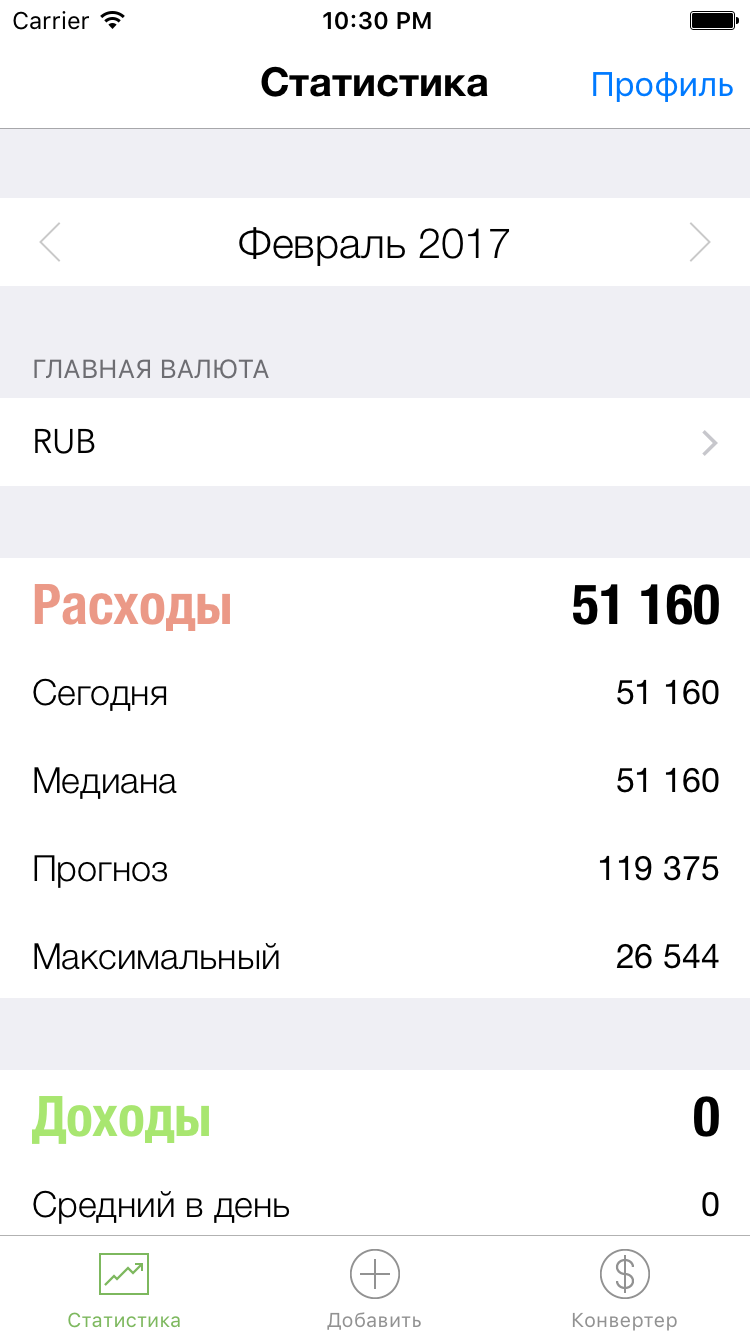 Carrier 10:30 PM
Статистика Профиль
Февраль 2017
ГЛАВНАЯ ВАЛЮТА
RUB
Расходы 51 160
Сегодня 51 160
Медиана 51 160
Прогноз 119 375
Максимальный 26 544
Доходы 0
Средний в день 0
Статистика Добавить Конвертер